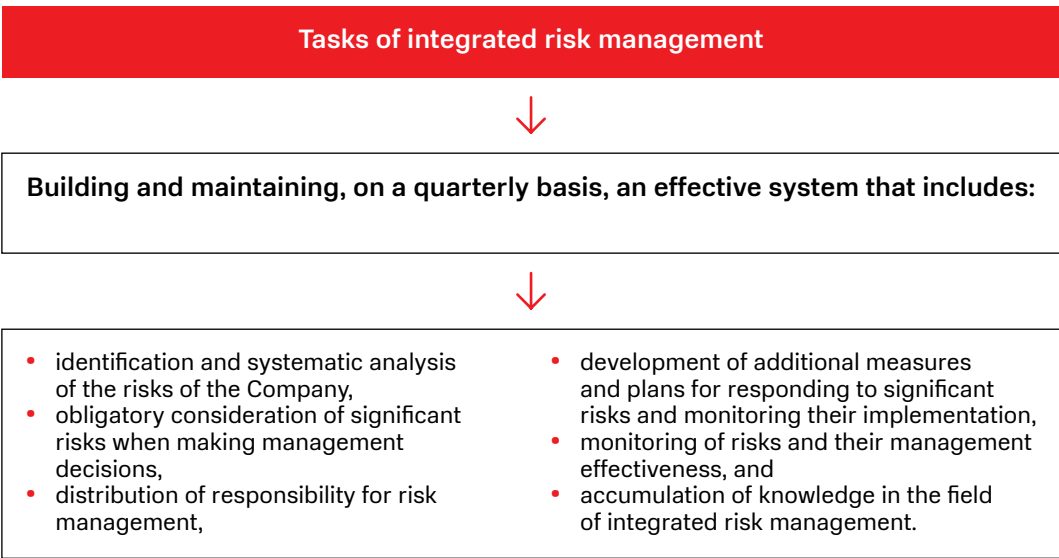 Tasks of integrated risk management
Building and maintaining, on a quarterly basis, an effective system that includes:
• identification and systematic analysis
of the risks of the Company,
• obligatory consideration of significant
risks when making management
decisions,
• distribution of responsibility for risk
management,
• development of additional measures
and plans for responding to significant
risks and monitoring their implementation,
• monitoring of risks and their management
effectiveness, and
• accumulation of knowledge in the field
of integrated risk management.